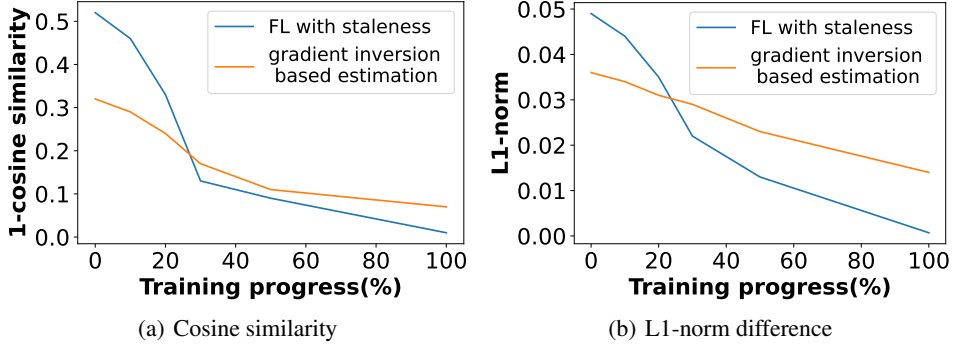 1-cosine similarity
0.5
0.4
0.3
0.2
0.1
0.0
FL with staleness
gradient inversion
based estimation
0 20 40 60 80 100
Training progress(%)
(a) Cosine similarity
L1-norm
0.05
0.04
0.03
0.02
0.01
0.00
FL with staleness
gradient inversion
based estimation
0 20 40 60 80 100
Training progress(%)
(b) L1-norm difference